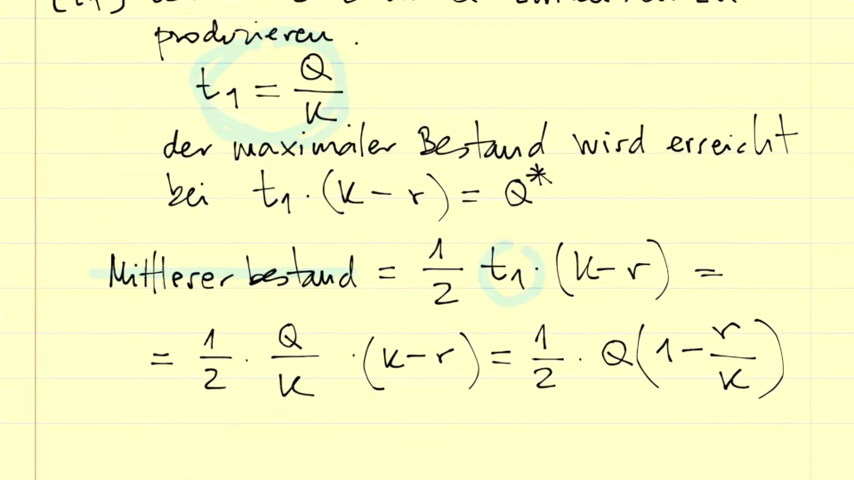 produzieren.
t₁ = Q/K
der maximaler Bestand wird erreicht
bei t₁ · (K − r) = Q*
Mittlerer bestand = 1/2 t₁ · (K − r) =
= 1/2 · Q/K · (K − r) = 1/2 · Q(1 − r/K)